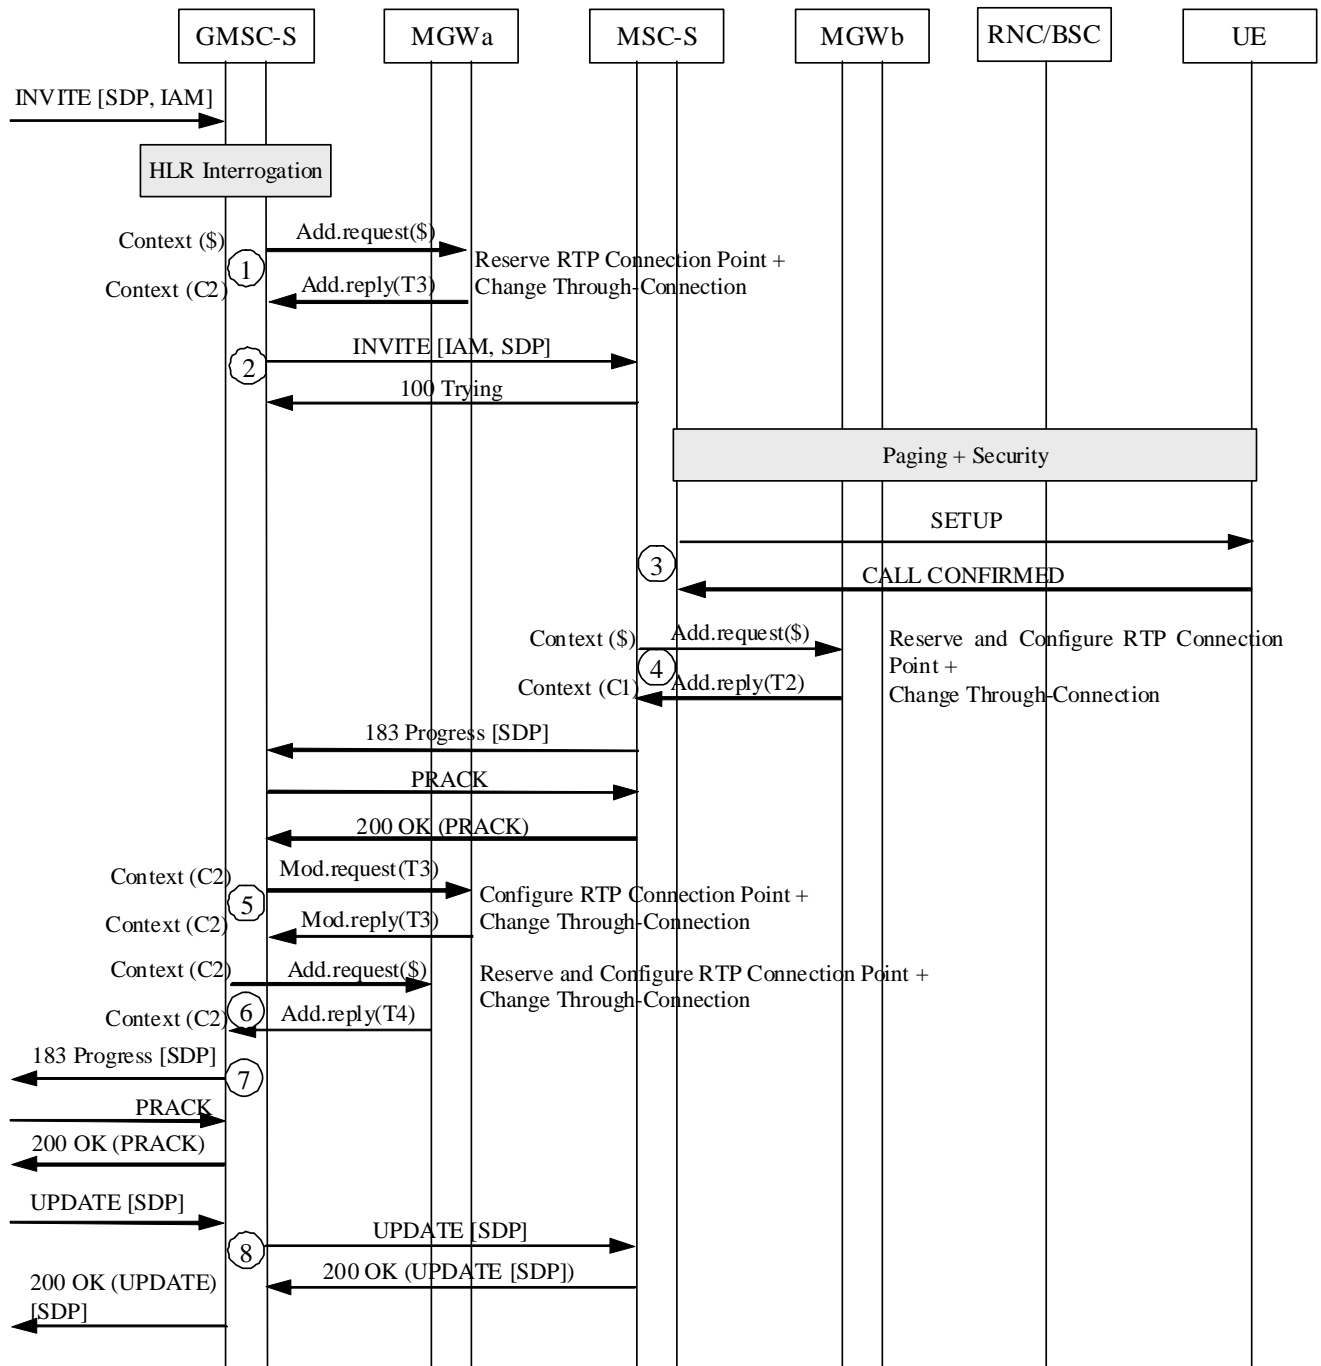 GMSC-S
MGWa
MSC-S
MGWb
RNC/BSC
UE
INVITE [SDP, IAM]
HLR Interrogation
Context ($)
Add.request($)
1
Reserve RTP Connection Point +
Context (C2)
Add.reply(T3)
Change Through-Connection
2
INVITE [IAM, SDP]
100 Trying
Paging + Security
SETUP
3
CALL CONFIRMED
Context ($)
Add.request($)
Reserve and Configure RTP Connection
Point +
4
Context (C1)
Add.reply(T2)
Change Through-Connection
183 Progress [SDP]
PRACK
200 OK (PRACK)
Context (C2)
Mod.request(T3)
5
Configure RTP Connection Point +
Context (C2)
Mod.reply(T3)
Change Through-Connection
Context (C2)
Add.request($)
Reserve and Configure RTP Connection Point +
Change Through-Connection
6
Context (C2)
Add.reply(T4)
183 Progress [SDP]
7
PRACK
200 OK (PRACK)
UPDATE [SDP]
8
UPDATE [SDP]
200 OK (UPDATE [SDP])
200 OK (UPDATE)
[SDP]